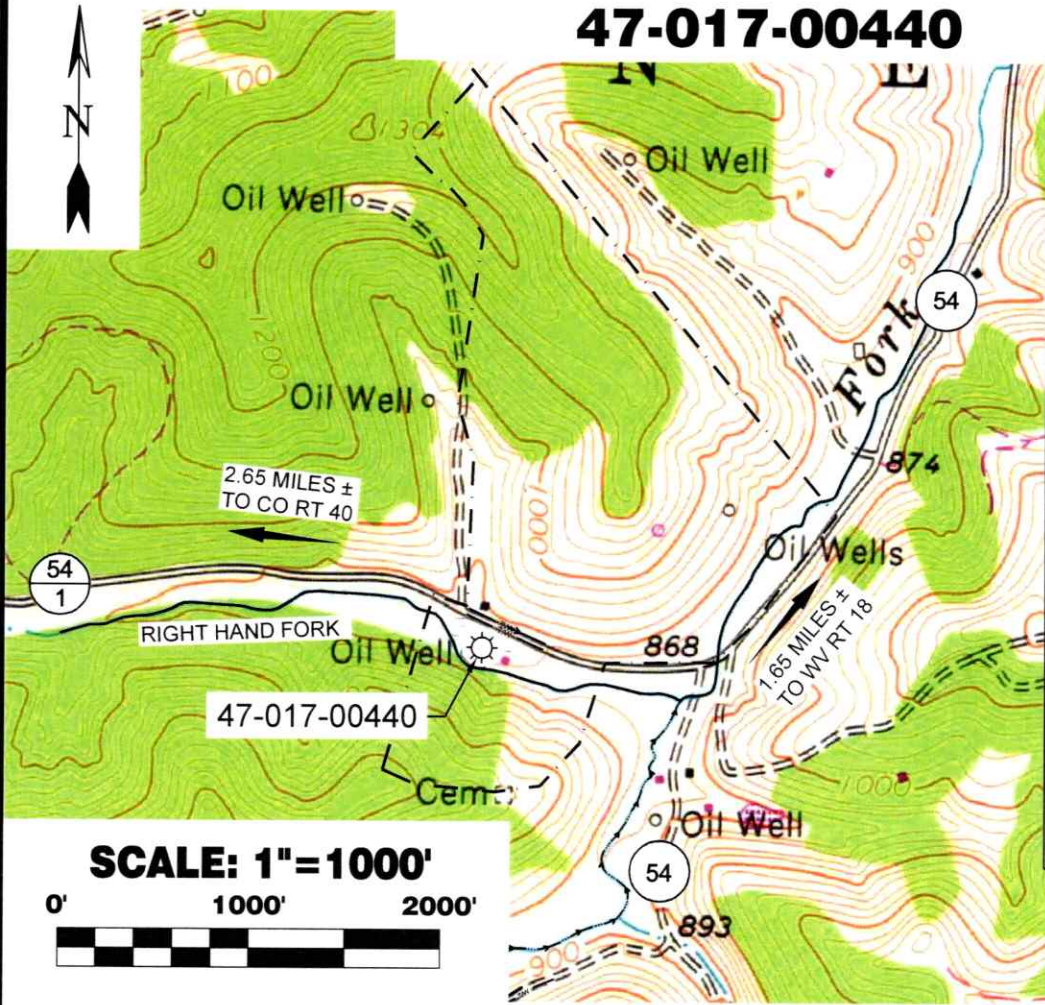 47-017-00440
N
N E
100
1304
Oil Well
Oil Well
900
54
Fork
1200
Oil Well
874
2.65 MILES ±
TO CO RT 40
1000
Oil Wells
54
1
RIGHT HAND FORK
Oil Well
868
1.65 MILES ±
TO WV RT 18
47-017-00440
Cem
1000
Oil Well
SCALE: 1"=1000'
0' 1000' 2000'
54
893
900